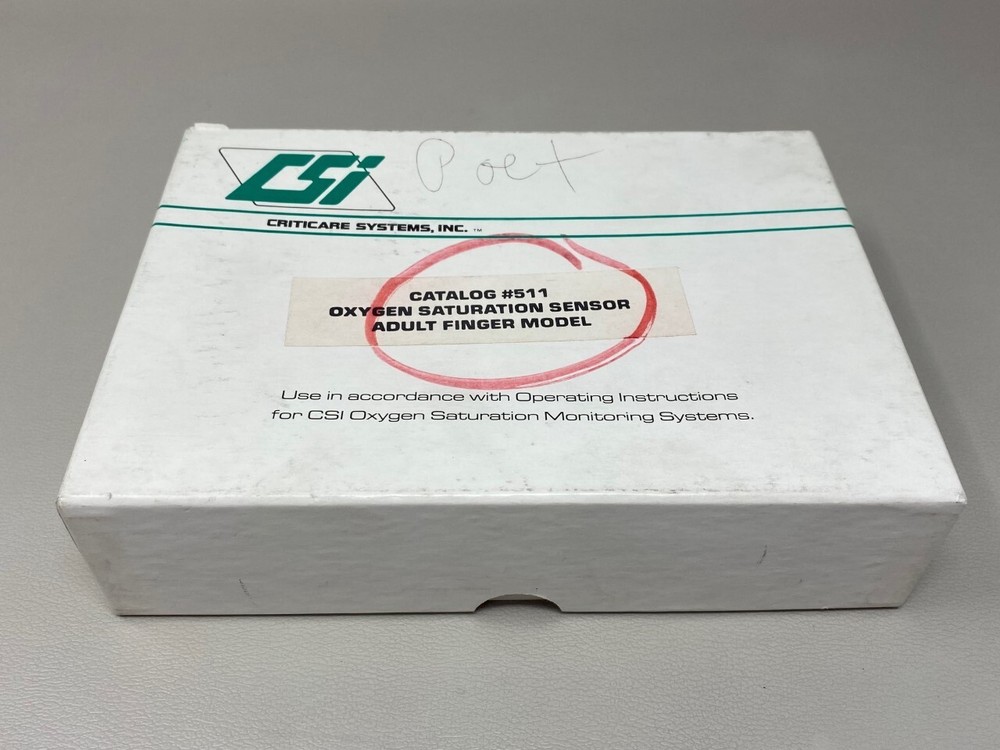 CSi Poet
CRITICARE SYSTEMS, INC. ™
CATALOG #511
OXYGEN SATURATION SENSOR
ADULT FINGER MODEL
Use in accordance with Operating Instructions
for CSI Oxygen Saturation Monitoring Systems.